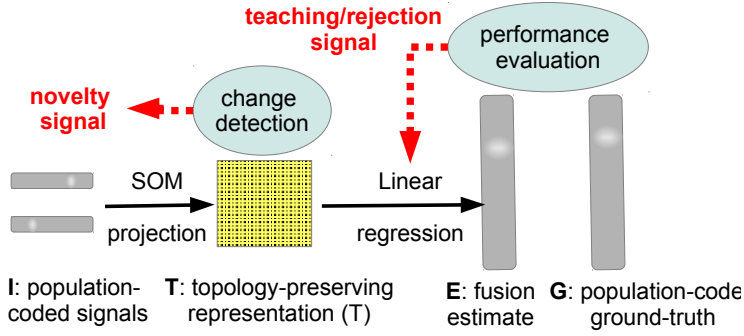 teaching/rejection
signal
performance
evaluation
novelty
signal
change
detection
SOM
projection
Linear
regression
I: population-
coded signals
T: topology-preserving
representation (T)
E: fusion
estimate
G: population-code
ground-truth